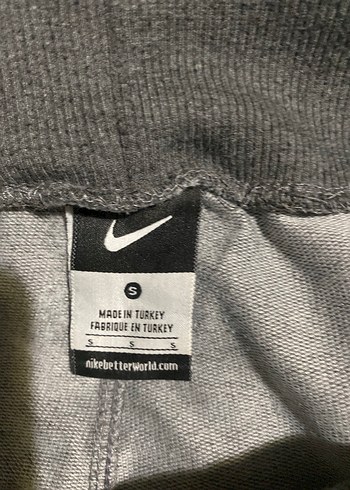 S
MADE IN TURKEY
FABRIQUE EN TURKEY
S S S
nikebetterworld.com